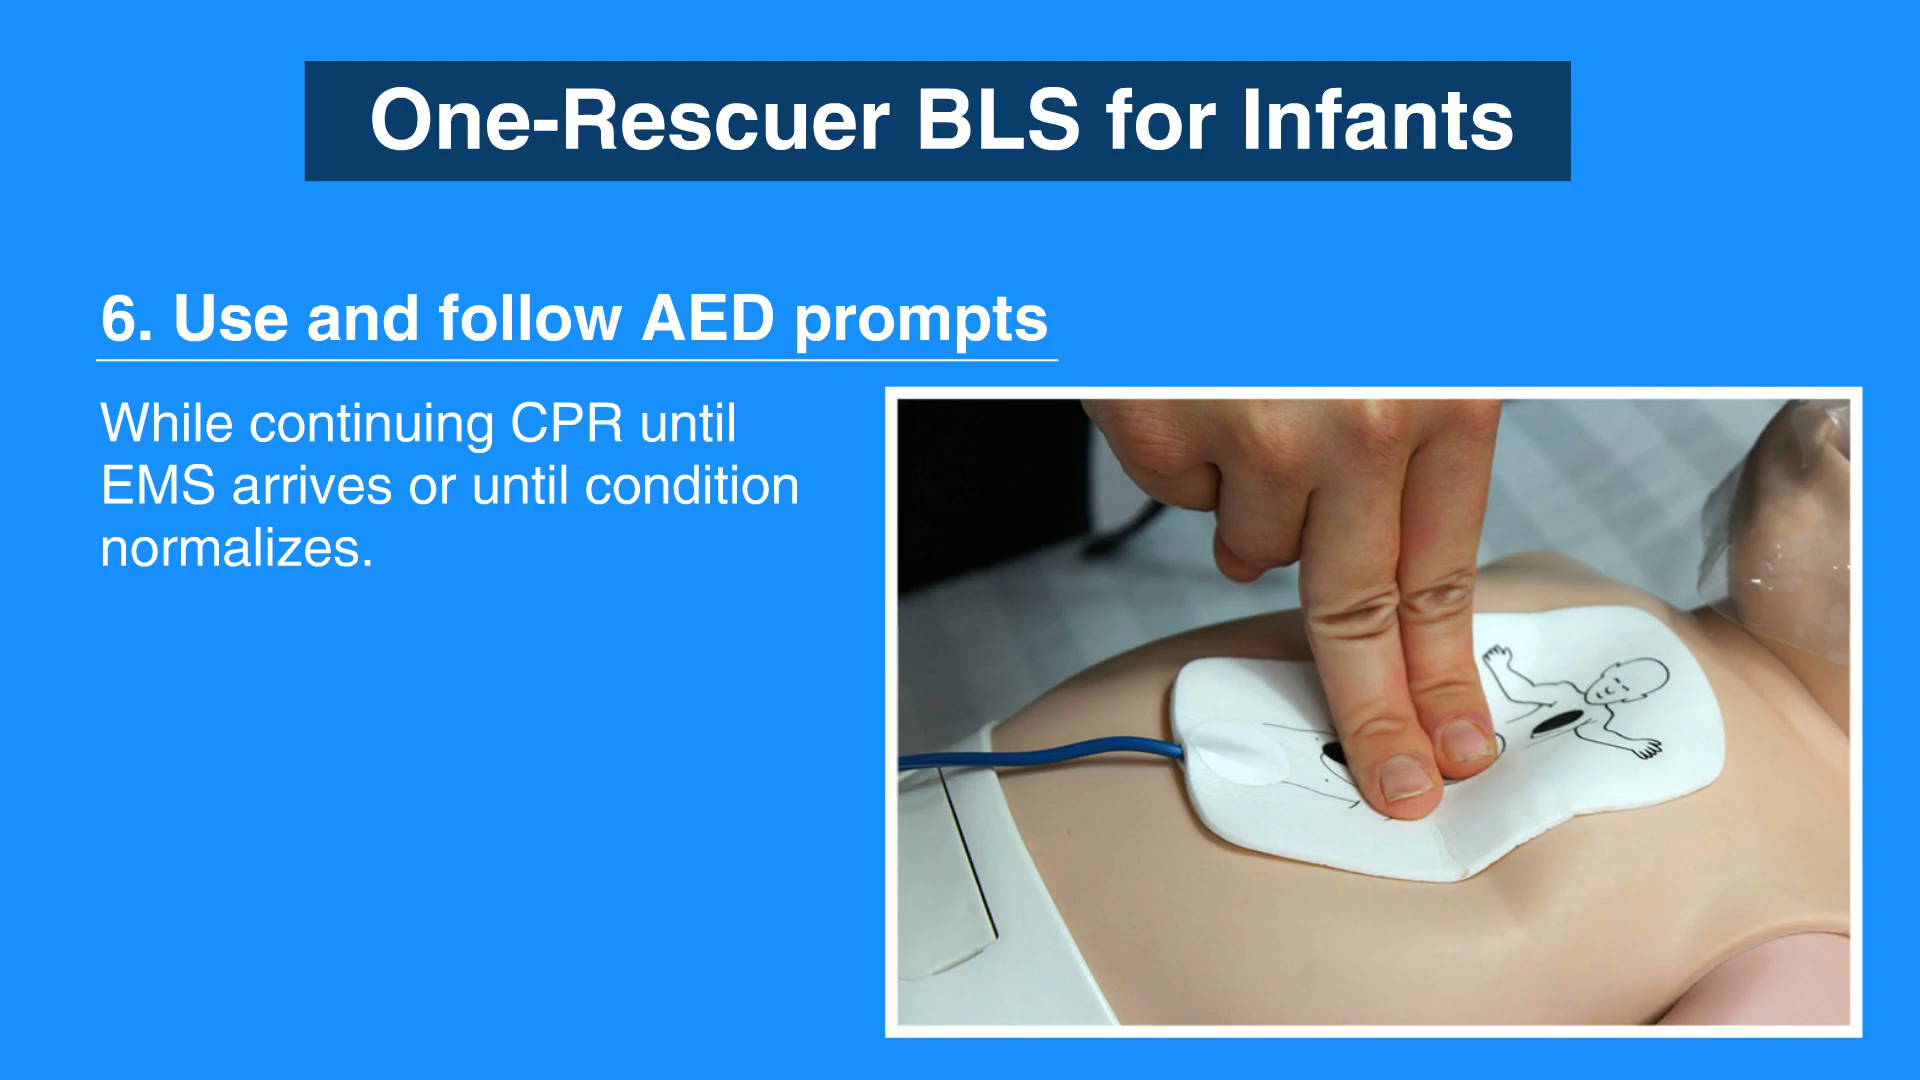 One-Rescuer BLS for Infants
6. Use and follow AED prompts
While continuing CPR until
EMS arrives or until condition
normalizes.